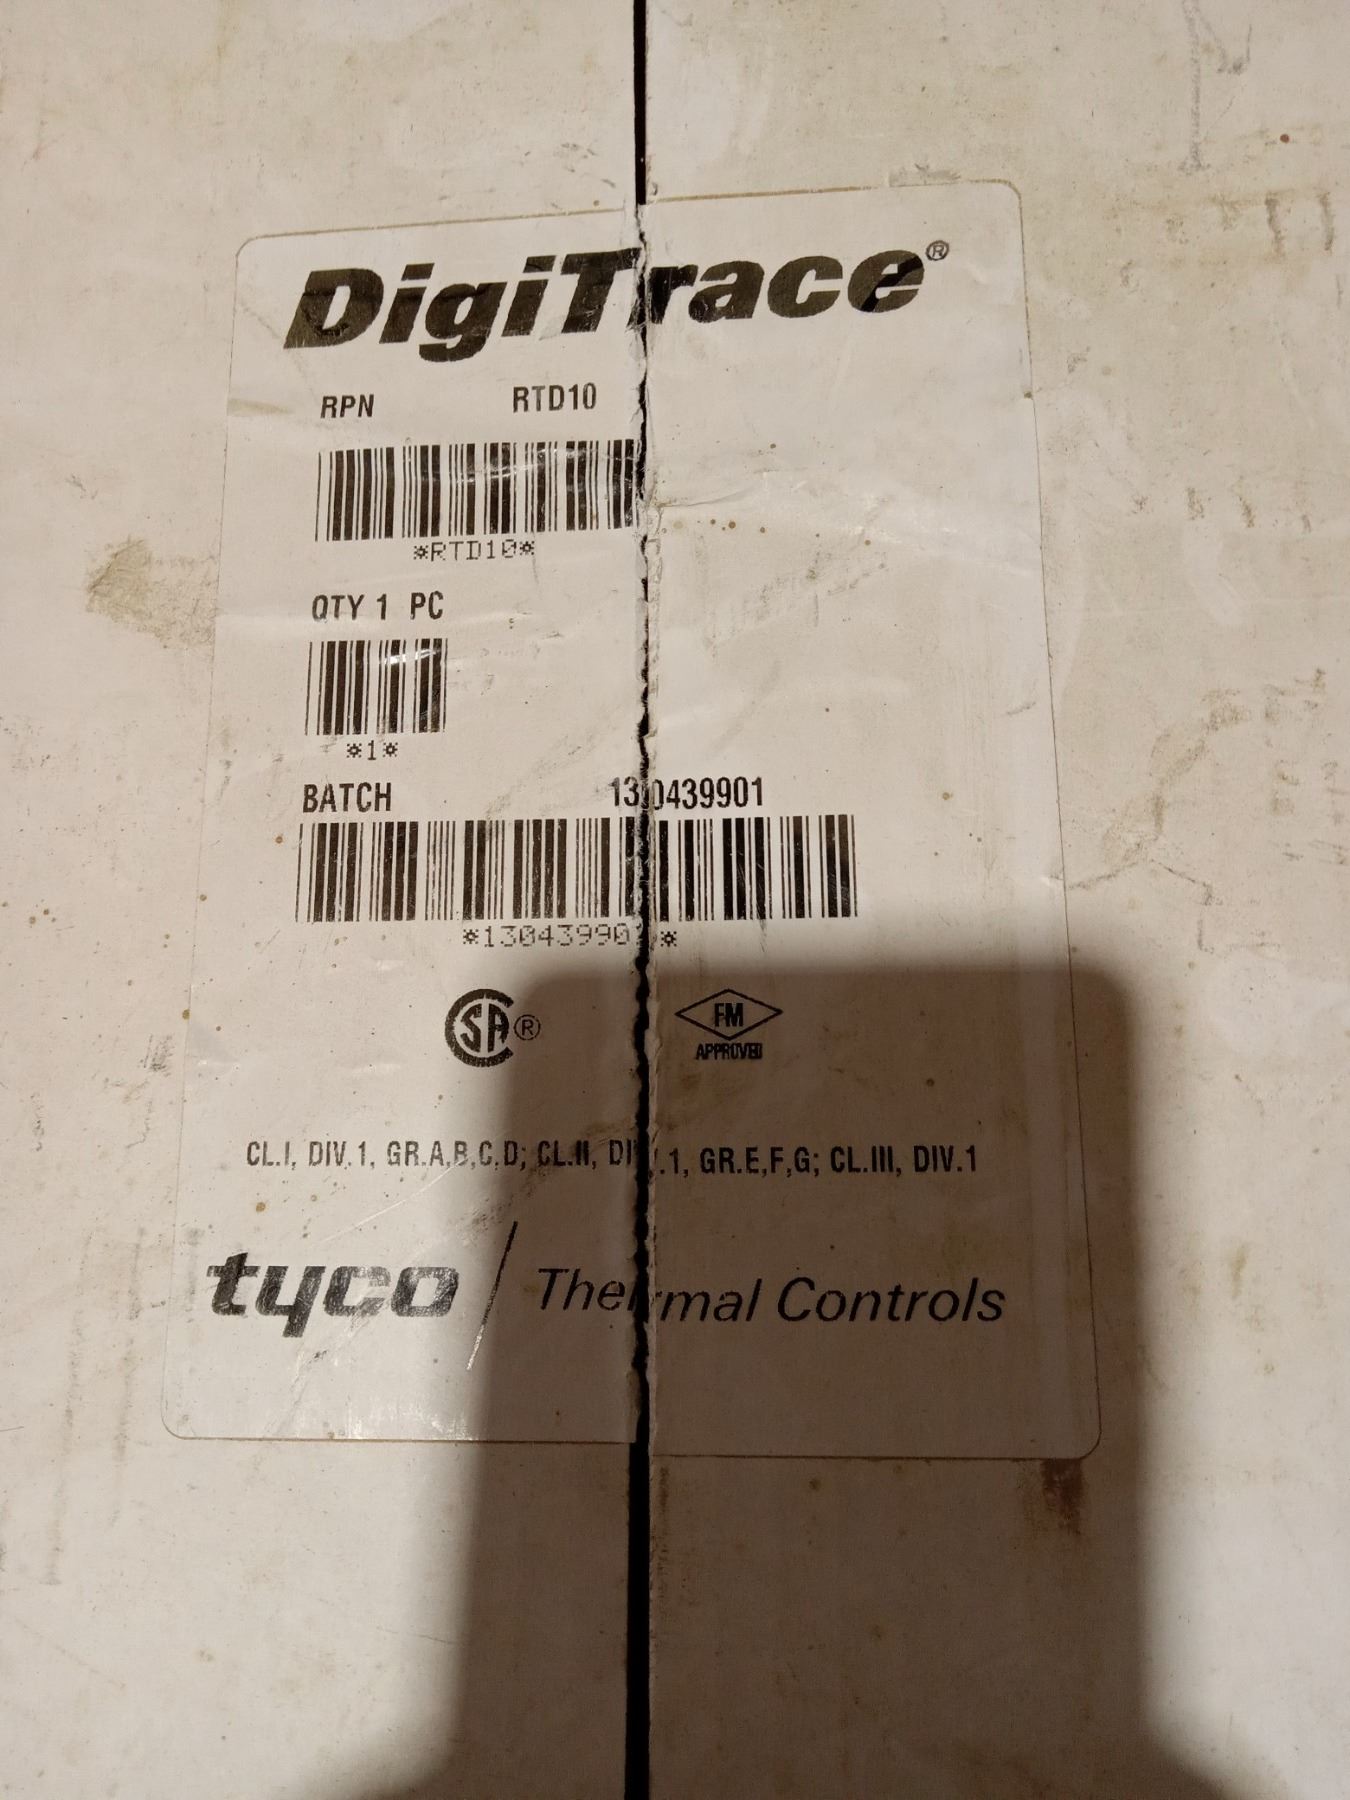 DigiTrace®
RPN RTD10
*RTD10*
QTY 1 PC
*1*
BATCH 130439901
*130439901*
SA®
FM
APPROVED
CL.I, DIV.1, GR.A,B,C,D; CL.II, DIV.1, GR.E,F,G; CL.III, DIV.1
tyco / Thermal Controls